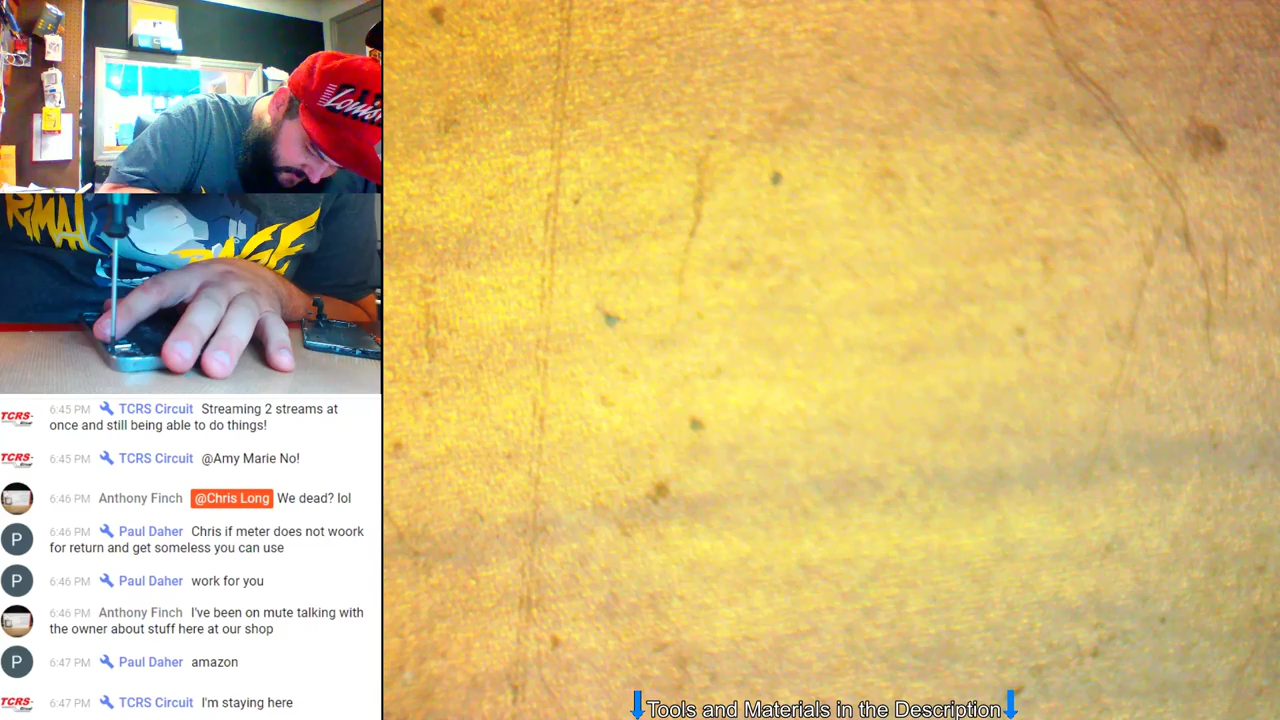 Louis
TCRS-
6:45 PM TCRS Circuit Streaming 2 streams at
once and still being able to do things!
TCRS-
6:45 PM TCRS Circuit @Amy Marie No!
6:46 PM Anthony Finch @Chris Long We dead? lol
P
6:46 PM Paul Daher Chris if meter does not woork
for return and get someless you can use
P
6:46 PM Paul Daher work for you
6:46 PM Anthony Finch I've been on mute talking with
the owner about stuff here at our shop
P
6:47 PM Paul Daher amazon
TCRS-
6:47 PM TCRS Circuit I'm staying here
Tools and Materials in the Description